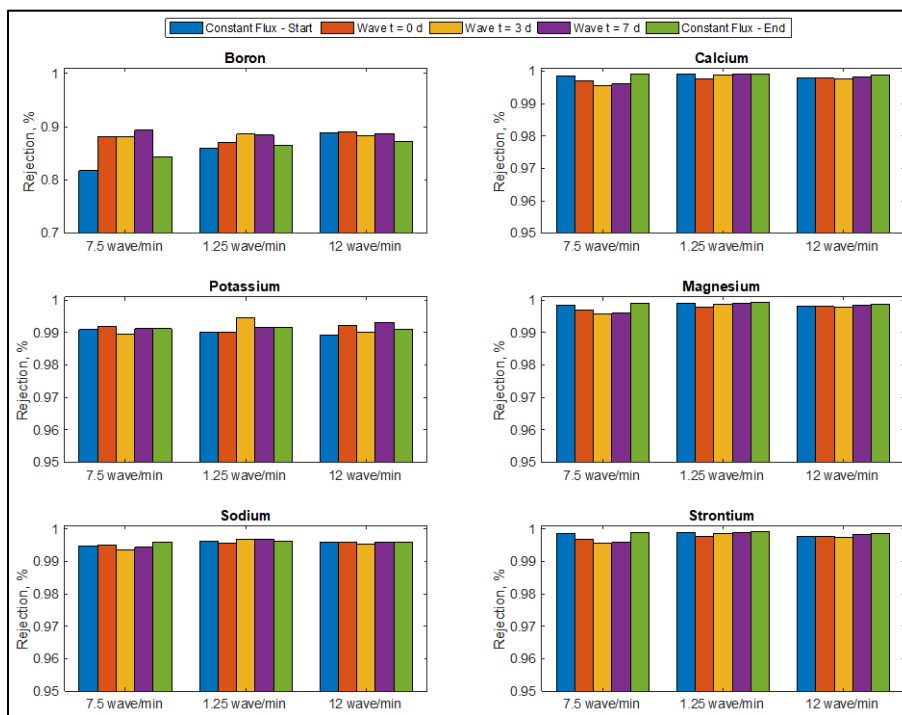 Constant Flux - Start Wave t = 0 d Wave t = 3 d Wave t = 7 d Constant Flux - End
Boron
Rejection, %
1
0.9
0.8
0.7
7.5 wave/min 1.25 wave/min 12 wave/min
Calcium
Rejection, %
1
0.99
0.98
0.97
0.96
0.95
7.5 wave/min 1.25 wave/min 12 wave/min
Potassium
Rejection, %
1
0.99
0.98
0.97
0.96
0.95
7.5 wave/min 1.25 wave/min 12 wave/min
Magnesium
Rejection, %
1
0.99
0.98
0.97
0.96
0.95
7.5 wave/min 1.25 wave/min 12 wave/min
Sodium
Rejection, %
1
0.99
0.98
0.97
0.96
0.95
7.5 wave/min 1.25 wave/min 12 wave/min
Strontium
Rejection, %
1
0.99
0.98
0.97
0.96
0.95
7.5 wave/min 1.25 wave/min 12 wave/min